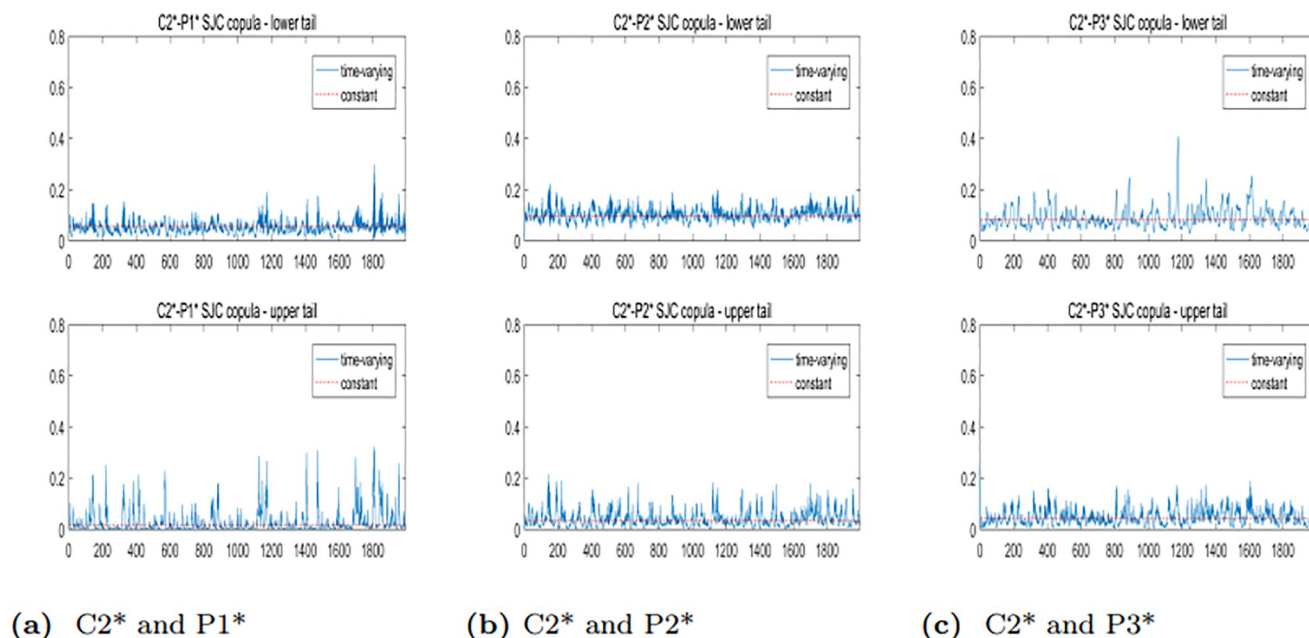 C2*-P1* SJC copula - lower tail
0.8
0.6
0.4
0.2
0
time-varying
constant
0 200 400 600 800 1000 1200 1400 1600 1800
C2*-P2* SJC copula - lower tail
0.8
0.6
0.4
0.2
0
time-varying
constant
0 200 400 600 800 1000 1200 1400 1600 1800
C2*-P3* SJC copula - lower tail
0.8
0.6
0.4
0.2
0
time-varying
constant
0 200 400 600 800 1000 1200 1400 1600 1800
C2*-P1* SJC copula - upper tail
0.8
0.6
0.4
0.2
0
time-varying
constant
0 200 400 600 800 1000 1200 1400 1600 1800
C2*-P2* SJC copula - upper tail
0.8
0.6
0.4
0.2
0
time-varying
constant
0 200 400 600 800 1000 1200 1400 1600 1800
C2*-P3* SJC copula - upper tail
0.8
0.6
0.4
0.2
0
time-varying
constant
0 200 400 600 800 1000 1200 1400 1600 1800
(a) C2* and P1*
(b) C2* and P2*
(c) C2* and P3*